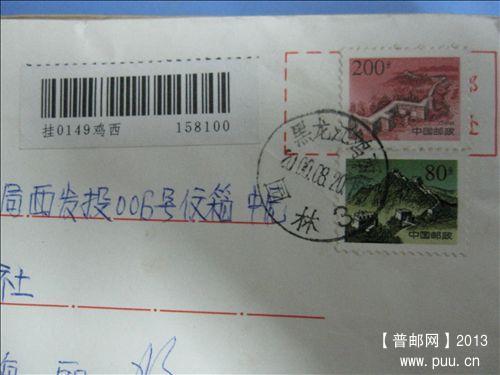 200分
中国邮政
挂0149鸡西 158100
黑龙江鸡西
2000.08.20
园林 3
80分
中国邮政
局西发投006号信箱
社
【普邮网】2013
www.puu.cn